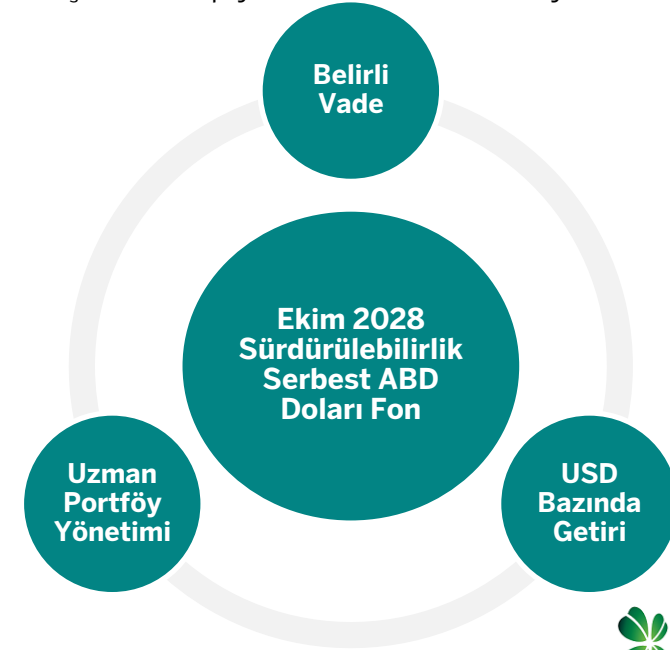 Belirli
Vade
Ekim 2028
Sürdürülebilirlik
Serbest ABD
Doları Fon
Uzman
Portföy
Yönetimi
USD
Bazında
Getiri